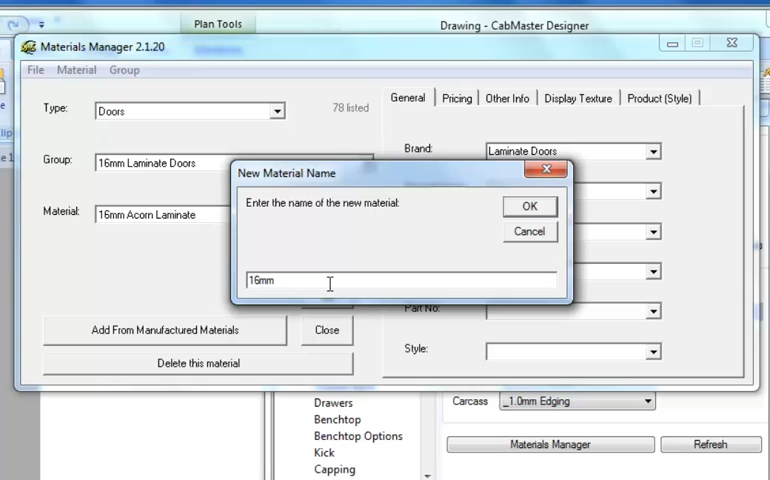 Plan Tools
Drawing - CabMaster Designer
Materials Manager 2.1.20
File Material Group
Type: Doors 78 listed
General Pricing Other Info Display Texture Product (Style)
Brand: Laminate Doors
Group: 16mm Laminate Doors
New Material Name
Enter the name of the new material:
OK
Cancel
Material: 16mm Acorn Laminate
16mm
Part No:
Add From Manufactured Materials Close
Style:
Delete this material
Drawers
Carcass _1.0mm Edging
Benchtop
Benchtop Options
Materials Manager Refresh
Kick
Capping